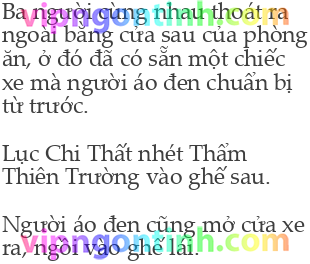 Ba người cùng nhau thoát ra
ngoài bằng cửa sau của phòng
ăn, ở đó đã có sẵn một chiếc
xe mà người áo đen chuẩn bị
từ trước.
Lục Chi Thất nhét Thẩm
Thiên Trường vào ghế sau.
Người áo đen cũng mở cửa xe
ra, ngồi vào ghế lái.
vipngontinh.com
vipngontinh.com